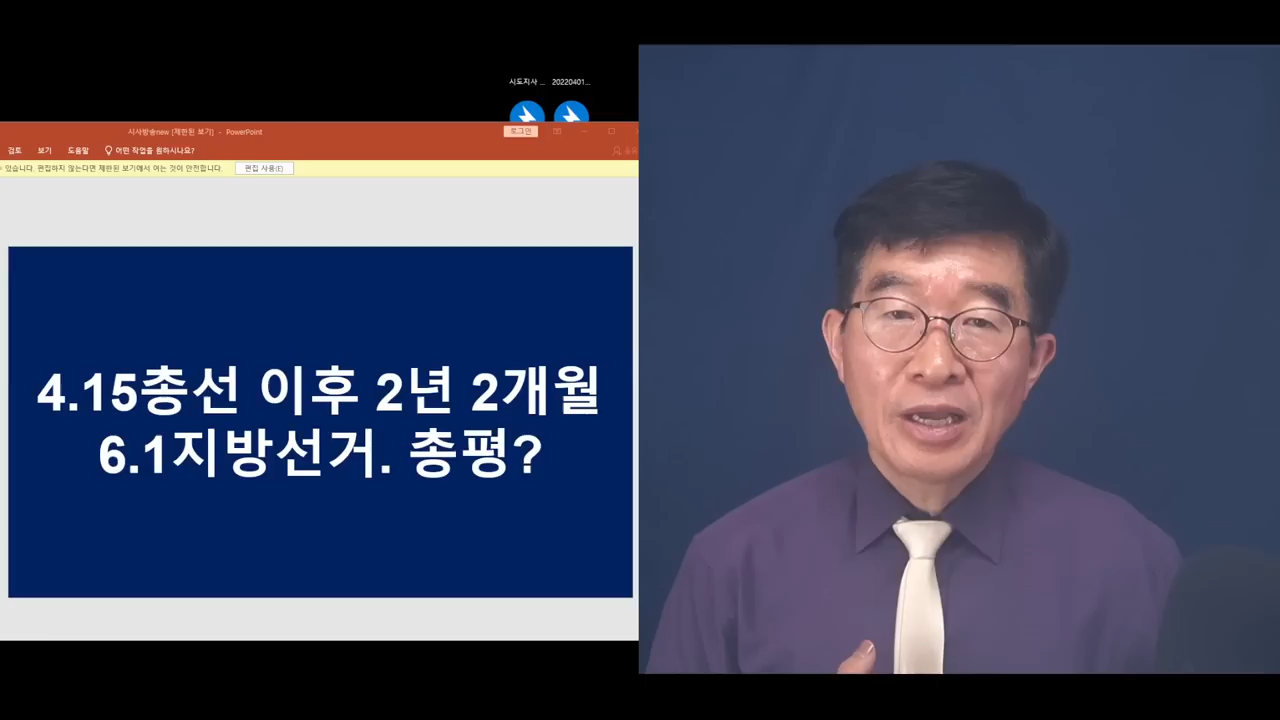 시도지사 ... 20220401...
시사방송new [제한된 보기] - PowerPoint
로그인
검토 보기 도움말 어떤 작업을 원하시나요?
있습니다. 편집하지 않는다면 제한된 보기에서 여는 것이 안전합니다. 편집 사용(E)
4.15총선 이후 2년 2개월
6.1지방선거. 총평?